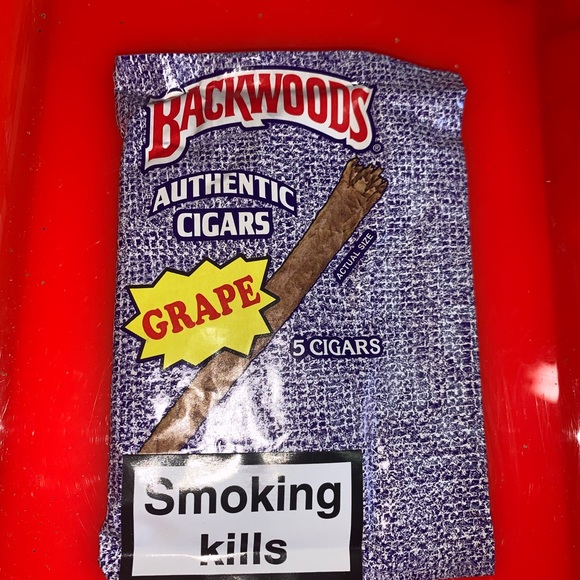 BACKWOODS®
AUTHENTIC
CIGARS
ACTUAL SIZE
GRAPE
5 CIGARS
Smoking
kills